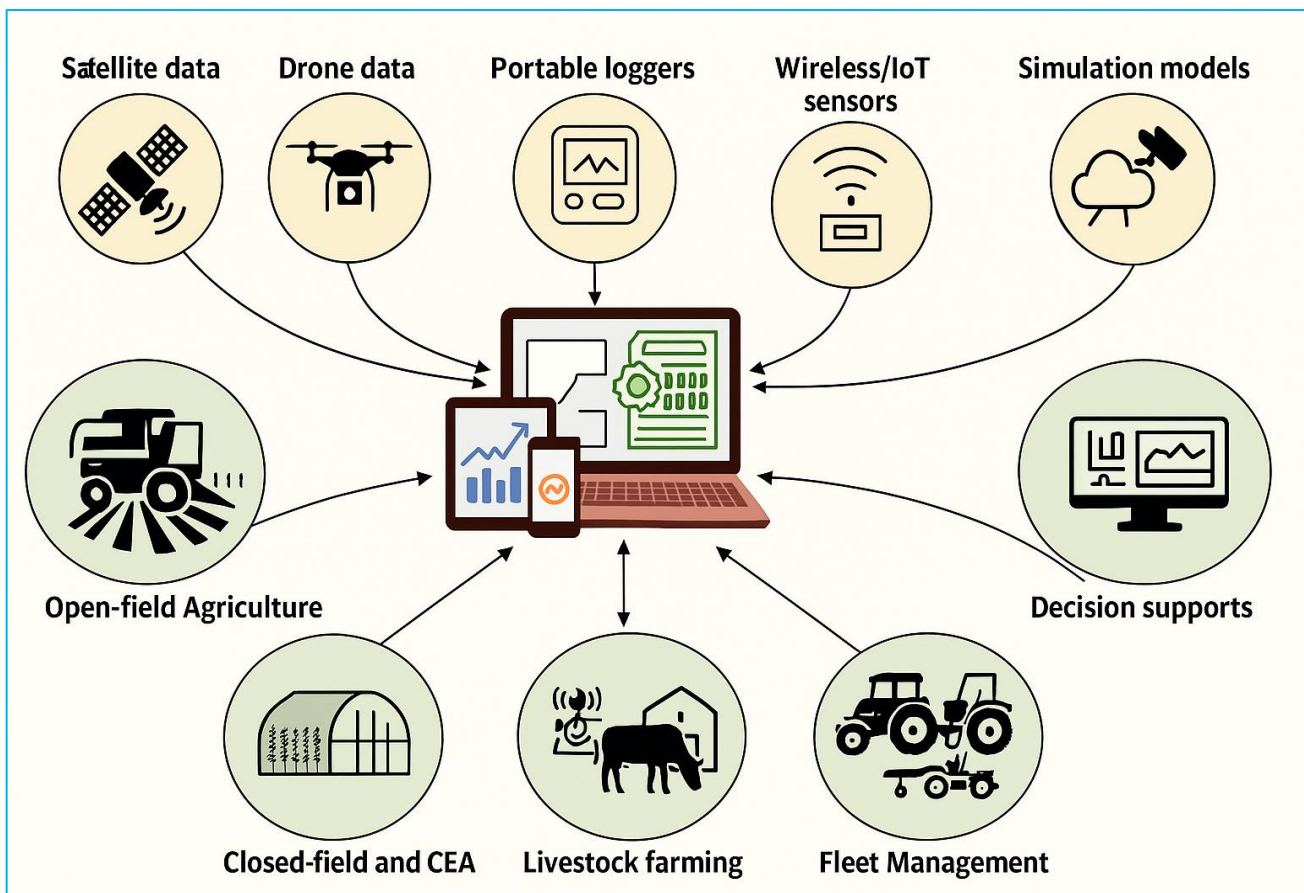 Satellite data
Drone data
Portable loggers
Wireless/IoT
sensors
Simulation models
Open-field Agriculture
Decision supports
Closed-field and CEA
Livestock farming
Fleet Management